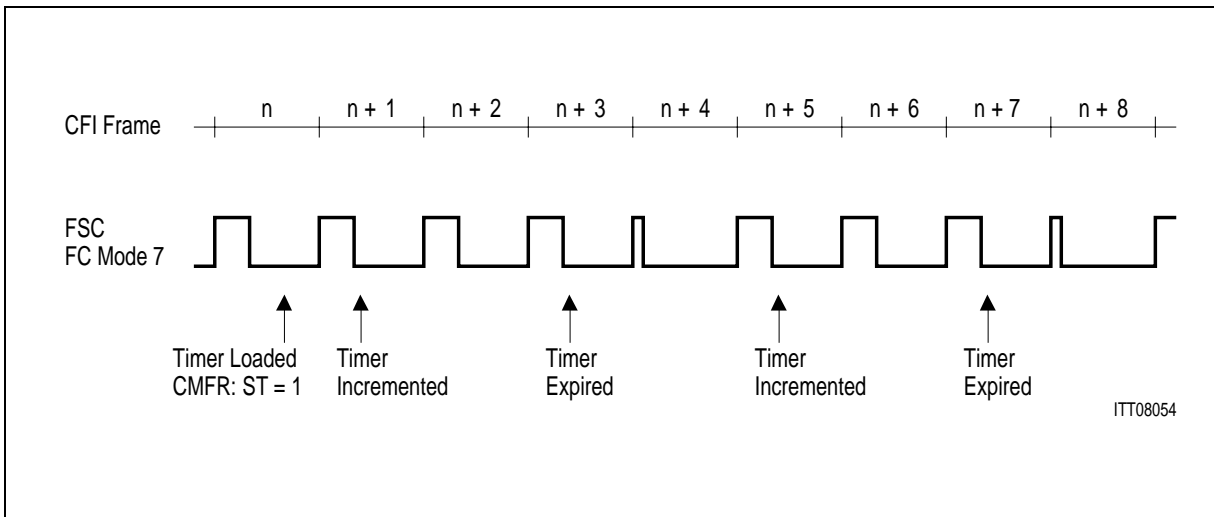 n n + 1 n + 2 n + 3 n + 4 n + 5 n + 6 n + 7 n + 8
CFI Frame
FSC
FC Mode 7
Timer Loaded
CMFR: ST = 1
Timer
Incremented
Timer
Expired
Timer
Incremented
Timer
Expired
ITT08054